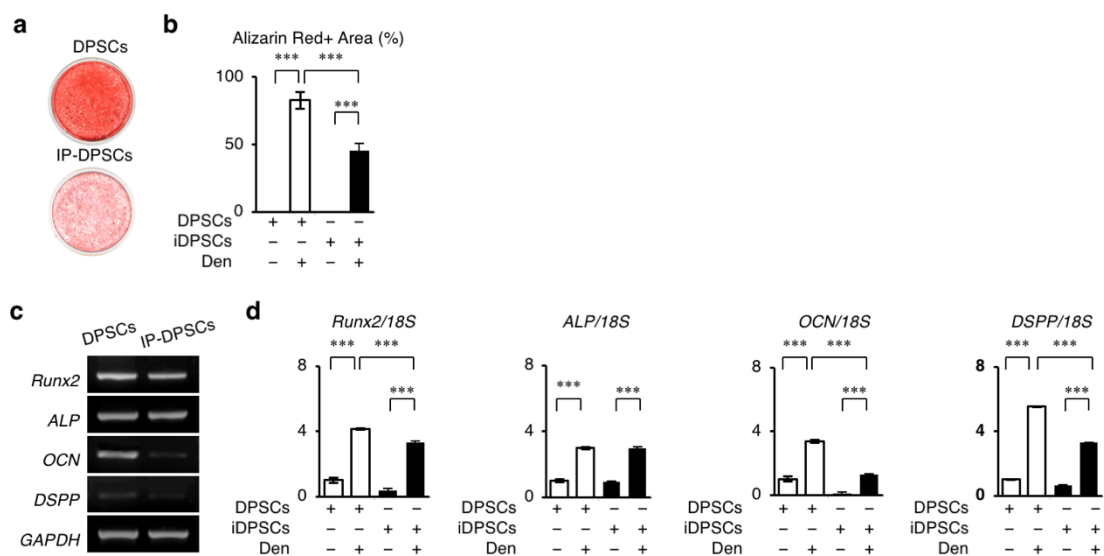 a
DPSCs
IP-DPSCs
b
Alizarin Red+ Area (%)
*** ***
***
100
50
0
DPSCs + + – –
iDPSCs – – + +
Den – + – +
c
DPSCs IP-DPSCs
Runx2
ALP
OCN
DSPP
GAPDH
d
Runx2/18S
*** ***
***
8
4
0
DPSCs + + – –
iDPSCs – – + +
Den – + – +
ALP/18S
*** ***
8
4
0
DPSCs + + – –
iDPSCs – – + +
Den – + – +
OCN/18S
*** ***
***
8
4
0
DPSCs + + – –
iDPSCs – – + +
Den – + – +
DSPP/18S
*** ***
***
8
4
0
DPSCs + + – –
iDPSCs – – + +
Den – + – +